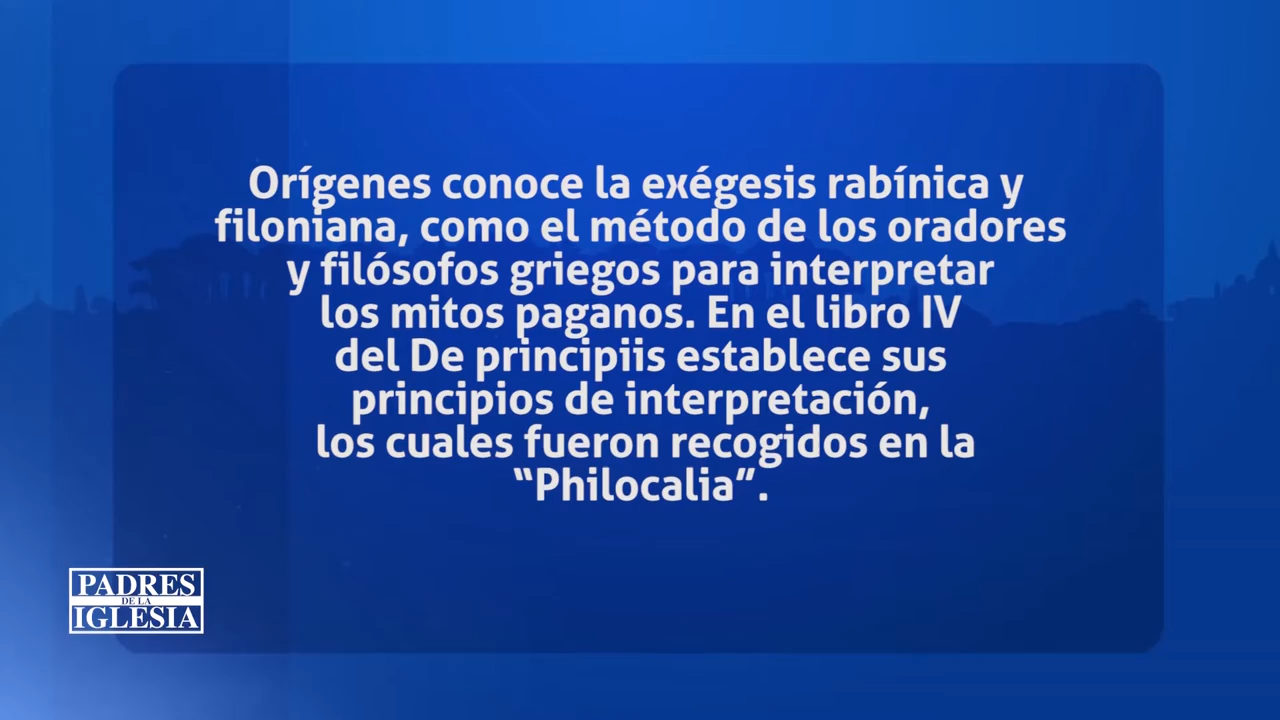 Orígenes conoce la exégesis rabínica y
filoniana, como el método de los oradores
y filósofos griegos para interpretar
los mitos paganos. En el libro IV
del De principiis establece sus
principios de interpretación,
los cuales fueron recogidos en la
“Philocalia”.
PADRES
DE LA
IGLESIA